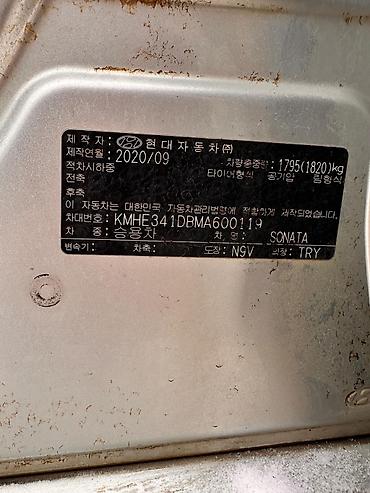 제 작 자: 현대자동차㈜
제작연월: 2020/09 차량총중량: 1795(1820)kg
적차시하중 타이어형식 공기압 림형식
전축
후축
이 자동차는 대한민국 자동차관리법령에 적합하게 제작되었습니다
차대번호: KMHE341DBMA600119
차 종: 승용차 차 명: SONATA
변속기: 차축: 도장: N9V 외장: TRY